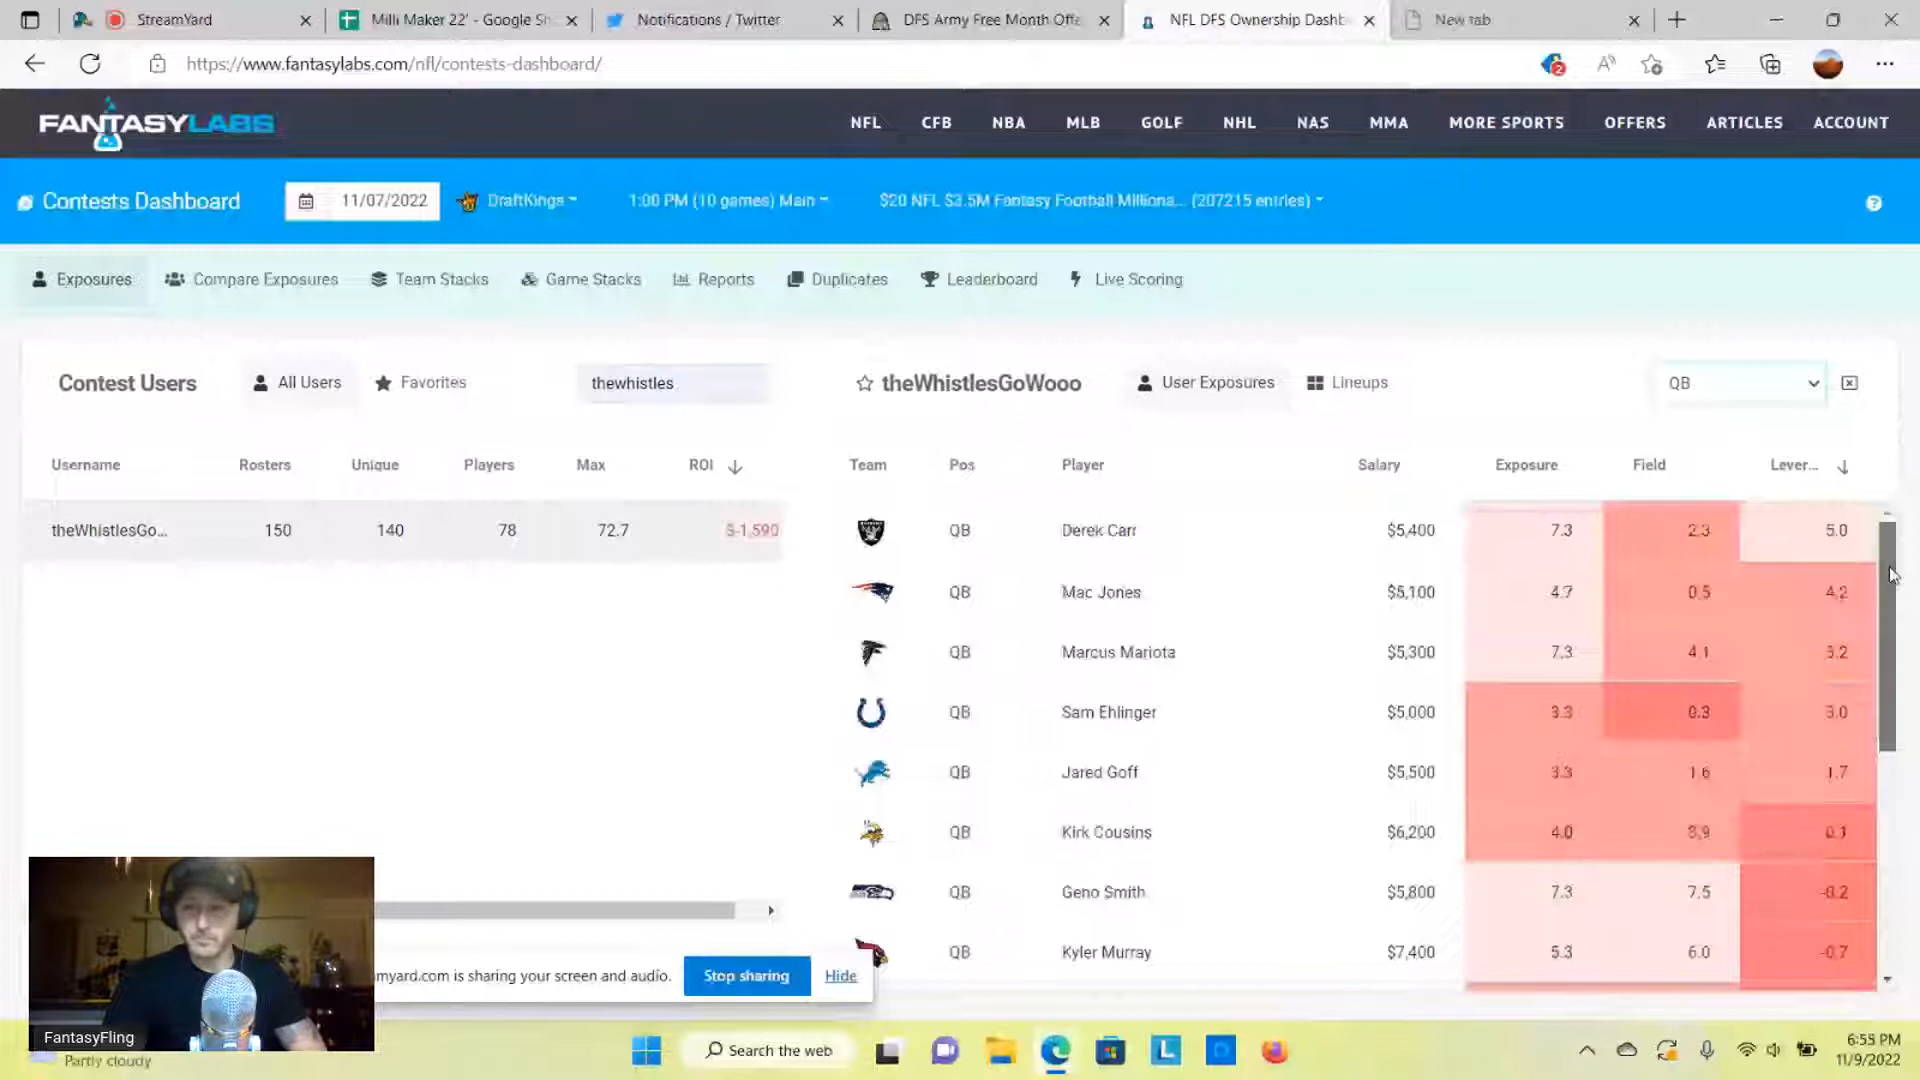 StreamYard
Milli Maker 22' - Google Sh
Notifications / Twitter
DFS Army Free Month Offe
NFL DFS Ownership Dashb
New tab
https://www.fantasylabs.com/nfl/contests-dashboard/
2
FANTASYLABS
NFL CFB NBA MLB GOLF NHL NAS MMA MORE SPORTS OFFERS ARTICLES ACCOUNT
Contests Dashboard 11/07/2022 DraftKings 1:00 PM (10 games) Main $20 NFL $3.5M Fantasy Football Milliona... (207215 entries)
Exposures Compare Exposures Team Stacks Game Stacks Reports Duplicates Leaderboard Live Scoring
Contest Users All Users Favorites thewhistles
theWhistlesGoWooo User Exposures Lineups QB
Username Rosters Unique Players Max ROI
theWhistlesGo... 150 140 78 72.7 $-1,590
Team Pos Player Salary Exposure Field Lever...
QB Derek Carr $5,400 7.3 2.3 5.0
QB Mac Jones $5,100 4.7 0.5 4.2
QB Marcus Mariota $5,300 7.3 4.1 3.2
QB Sam Ehlinger $5,000 3.3 0.3 3.0
QB Jared Goff $5,500 3.3 1.6 1.7
QB Kirk Cousins $6,200 4.0 3.9 0.1
QB Geno Smith $5,800 7.3 7.5 -0.2
QB Kyler Murray $7,400 5.3 6.0 -0.7
myard.com is sharing your screen and audio. Stop sharing Hide
FantasyFling
Partly cloudy
Search the web
6:53 PM
11/9/2022